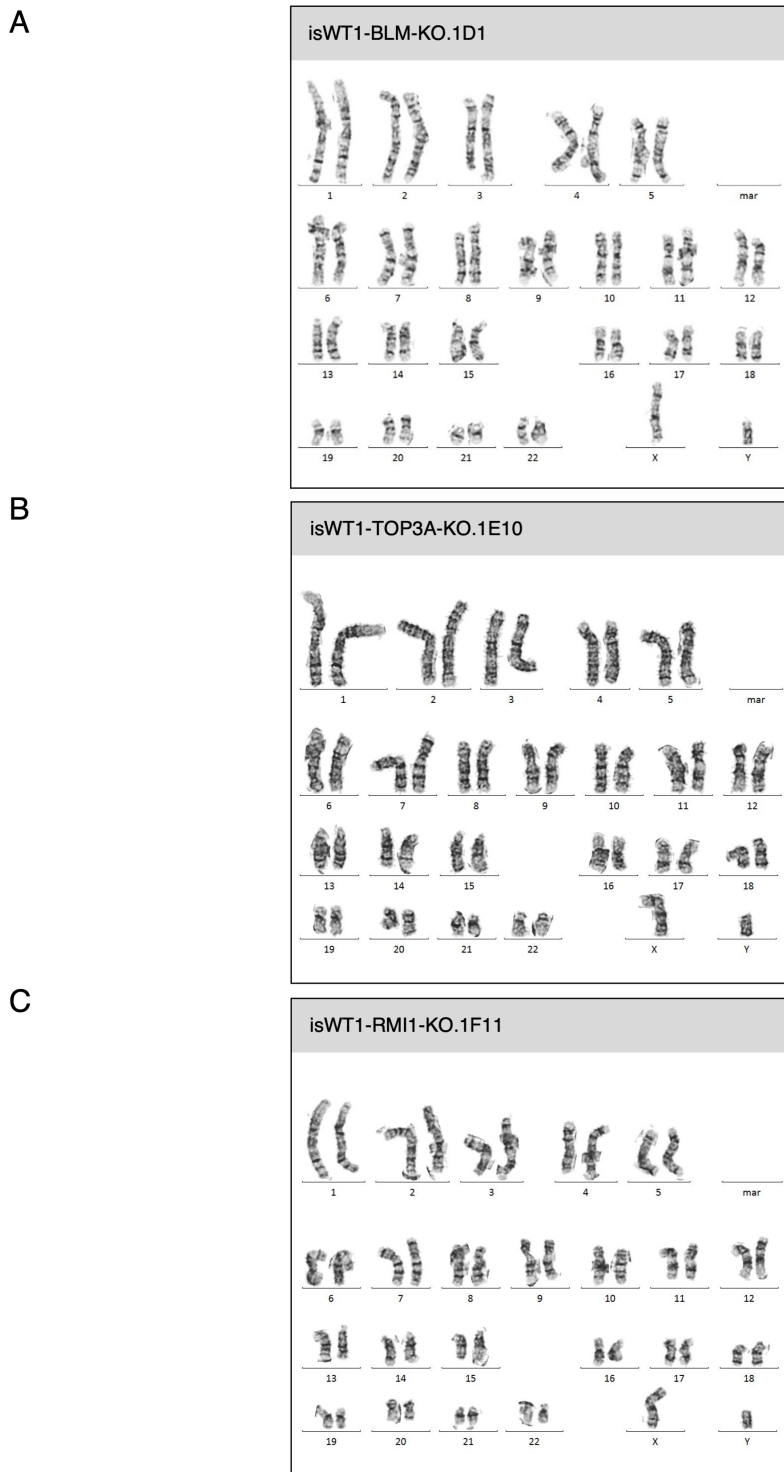 A
isWT1-BLM-KO.1D1
1 2 3 4 5 mar
6 7 8 9 10 11 12
13 14 15 16 17 18
19 20 21 22 X Y
B
isWT1-TOP3A-KO.1E10
1 2 3 4 5 mar
6 7 8 9 10 11 12
13 14 15 16 17 18
19 20 21 22 X Y
C
isWT1-RMI1-KO.1F11
1 2 3 4 5 mar
6 7 8 9 10 11 12
13 14 15 16 17 18
19 20 21 22 X Y